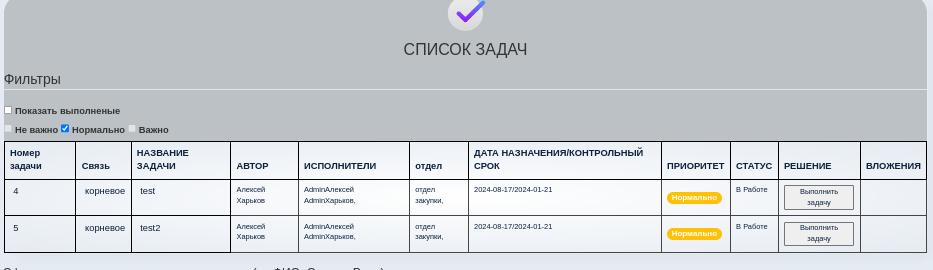 СПИСОК ЗАДАЧ
Фильтры
Показать выполненые
Не важно Нормально Важно
Номер задачи Связь НАЗВАНИЕ ЗАДАЧИ АВТОР ИСПОЛНИТЕЛИ отдел ДАТА НАЗНАЧЕНИЯ/КОНТРОЛЬНЫЙ СРОК ПРИОРИТЕТ СТАТУС РЕШЕНИЕ ВЛОЖЕНИЯ
4 корневое test Алексей Харьков AdminАлексей AdminХарьков, отдел закупки, 2024-08-17/2024-01-21 Нормально В Работе Выполнить задачу
5 корневое test2 Алексей Харьков AdminАлексей AdminХарьков, отдел закупки, 2024-08-17/2024-01-21 Нормально В Работе Выполнить задачу